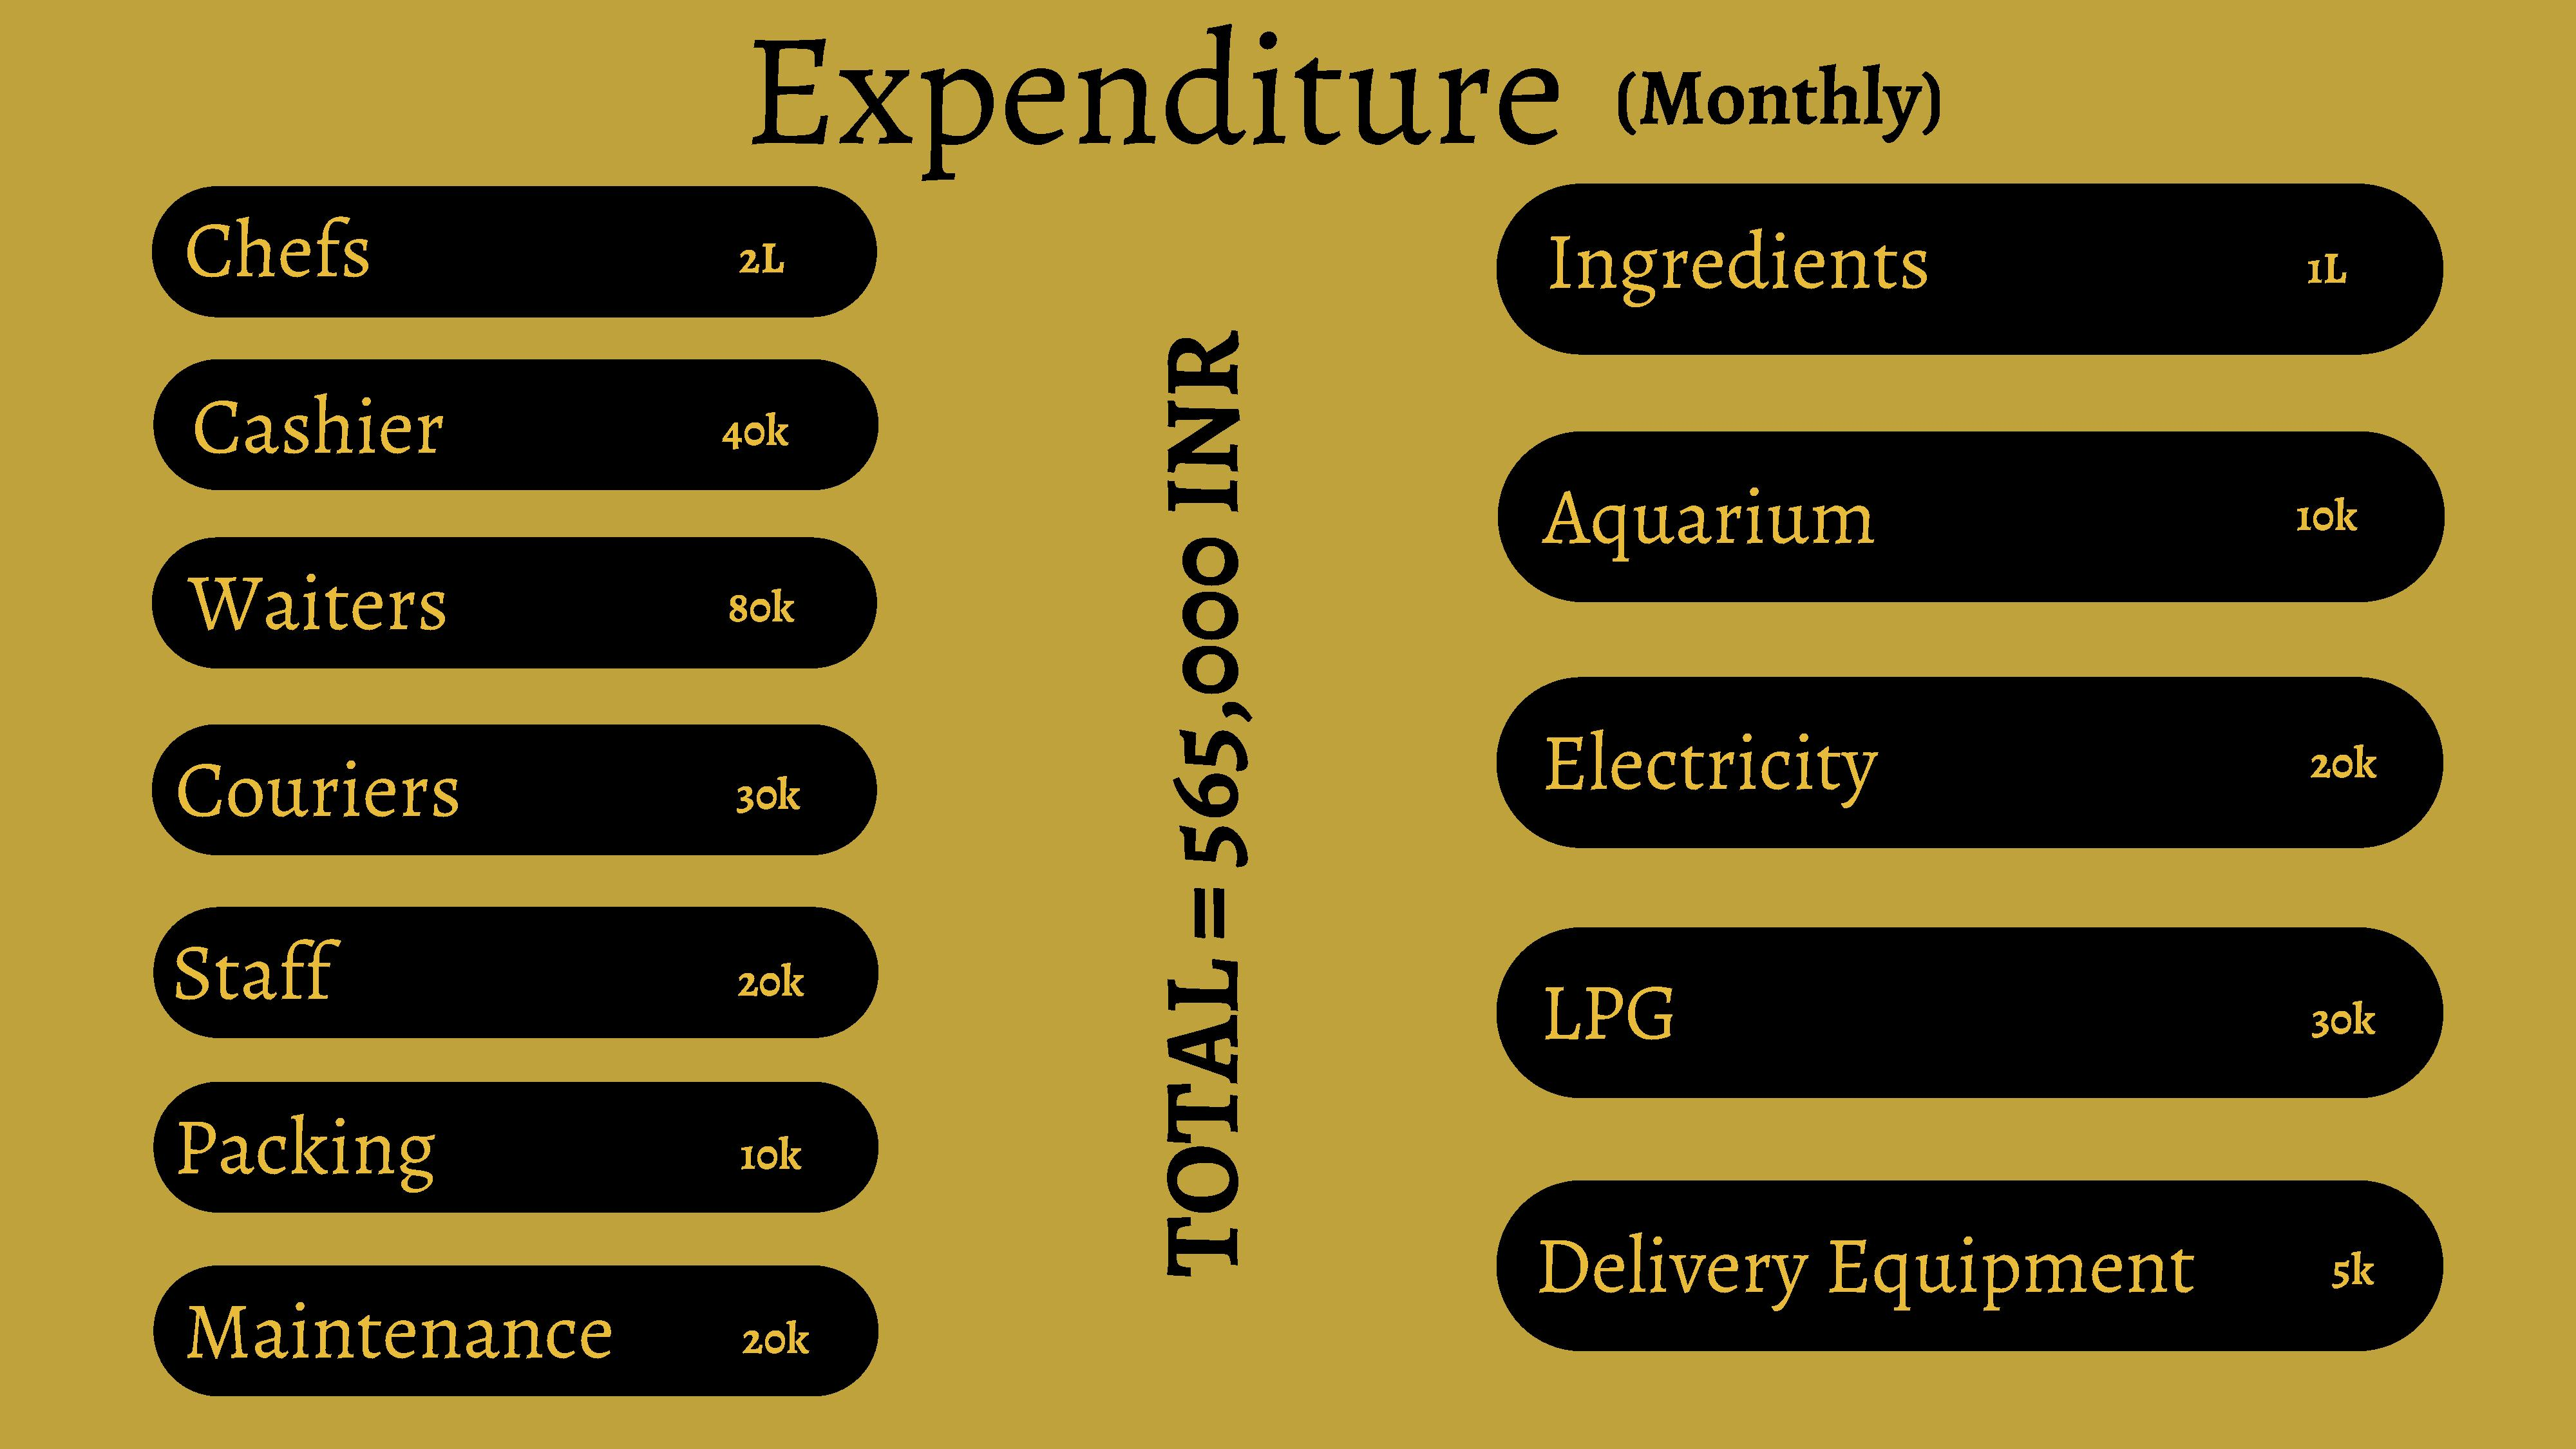 Expenditure (Monthly)
Chefs 2L
Cashier 40k
Waiters 80k
Couriers 30k
Staff 20k
Packing 10k
Maintenance 20k
TOTAL = 565,000 INR
Ingredients 1L
Aquarium 10k
Electricity 20k
LPG 30k
Delivery Equipment 5k